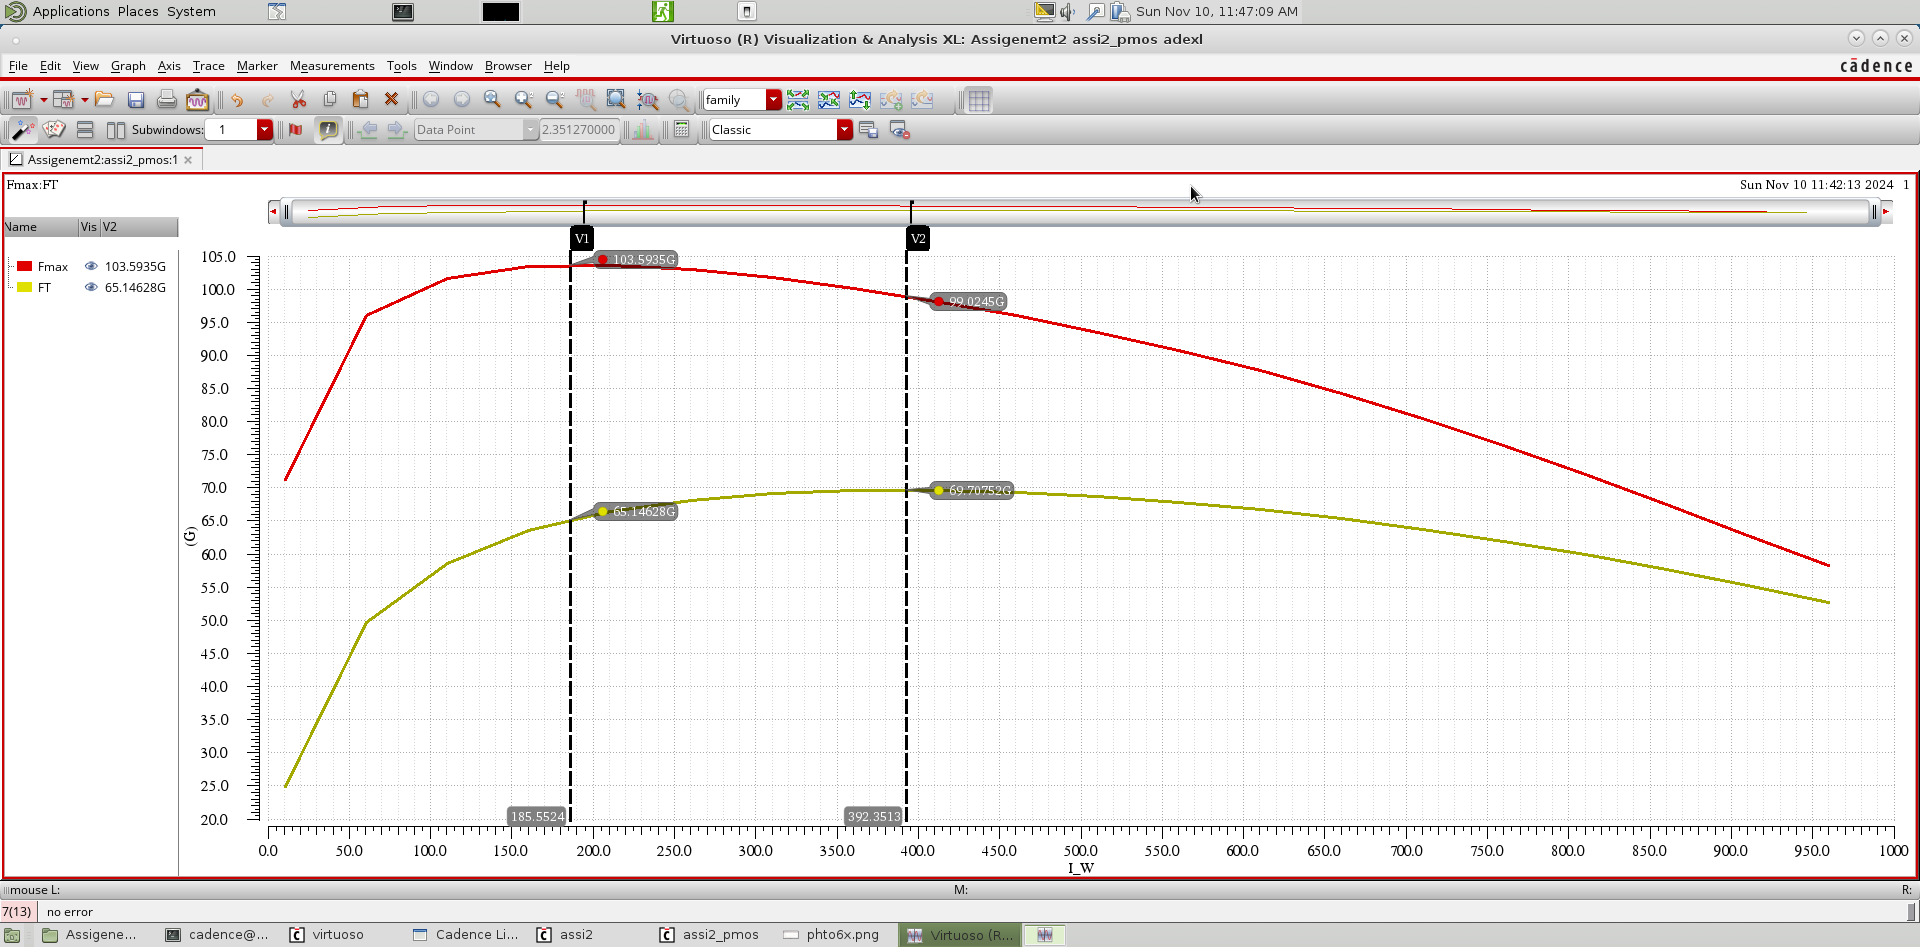 Applications Places System
Sun Nov 10, 11:47:09 AM
Virtuoso (R) Visualization & Analysis XL: Assigenemt2 assi2_pmos adexl
File Edit View Graph Axis Trace Marker Measurements Tools Window Browser Help
cādence
family
Subwindows: 1
Data Point
2.351270000
Classic
Assigenemt2:assi2_pmos:1
Fmax:FT
Sun Nov 10 11:42:13 2024 1
Name Vis V2
Fmax 103.5935G
FT 65.14628G
V1
V2
103.5935G
99.0245G
69.70752G
65.14628G
185.5524
392.3513
105.0
100.0
95.0
90.0
85.0
80.0
75.0
70.0
65.0
60.0
55.0
50.0
45.0
40.0
35.0
30.0
25.0
20.0
(G)
0.0 50.0 100.0 150.0 200.0 250.0 300.0 350.0 400.0 450.0 500.0 550.0 600.0 650.0 700.0 750.0 800.0 850.0 900.0 950.0 1000
I_W
mouse L: M: R:
7(13) no error
Assigene... cadence@... virtuoso Cadence Li... assi2 assi2_pmos phto6x.png Virtuoso (R...